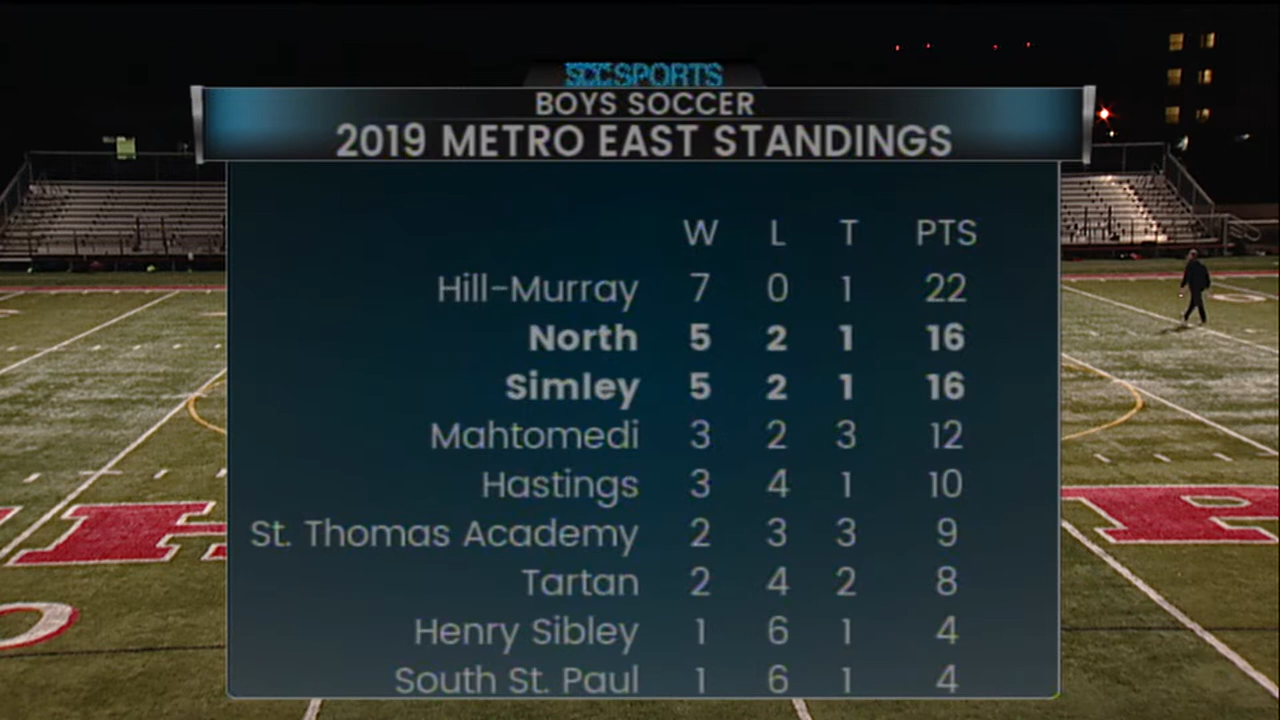 SCC SPORTS
BOYS SOCCER
2019 METRO EAST STANDINGS
W L T PTS
Hill-Murray 7 0 1 22
North 5 2 1 16
Simley 5 2 1 16
Mahtomedi 3 2 3 12
Hastings 3 4 1 10
St. Thomas Academy 2 3 3 9
Tartan 2 4 2 8
Henry Sibley 1 6 1 4
South St. Paul 1 6 1 4